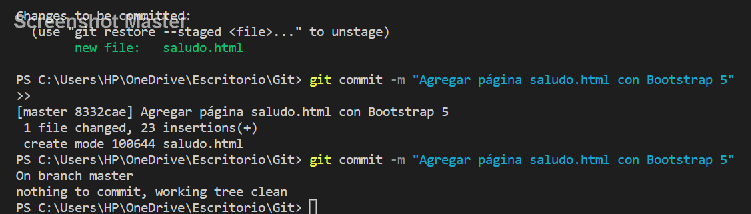 Changes to be committed:
Screenshot Master
(use "git restore --staged <file>..." to unstage)
new file:   saludo.html
PS C:\Users\HP\OneDrive\Escritorio\Git> git commit -m "Agregar página saludo.html con Bootstrap 5"
>>
[master 8332cae] Agregar página saludo.html con Bootstrap 5
1 file changed, 23 insertions(+)
create mode 100644 saludo.html
PS C:\Users\HP\OneDrive\Escritorio\Git> git commit -m "Agregar página saludo.html con Bootstrap 5"
On branch master
nothing to commit, working tree clean
PS C:\Users\HP\OneDrive\Escritorio\Git>